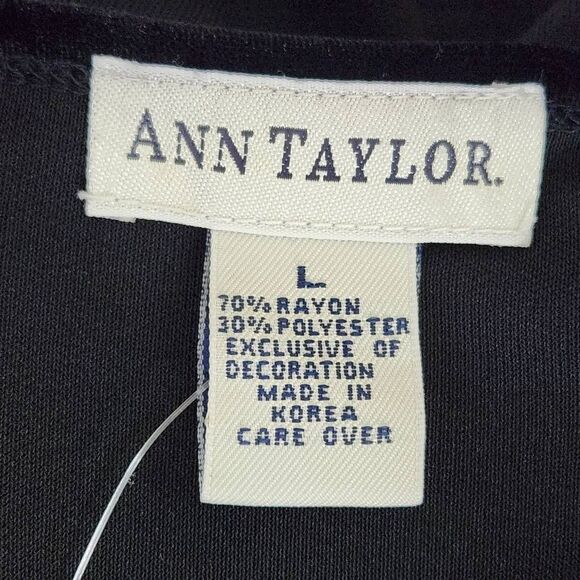 ANN TAYLOR.
L
70% RAYON
30% POLYESTER
EXCLUSIVE OF
DECORATION
MADE IN
KOREA
CARE OVER